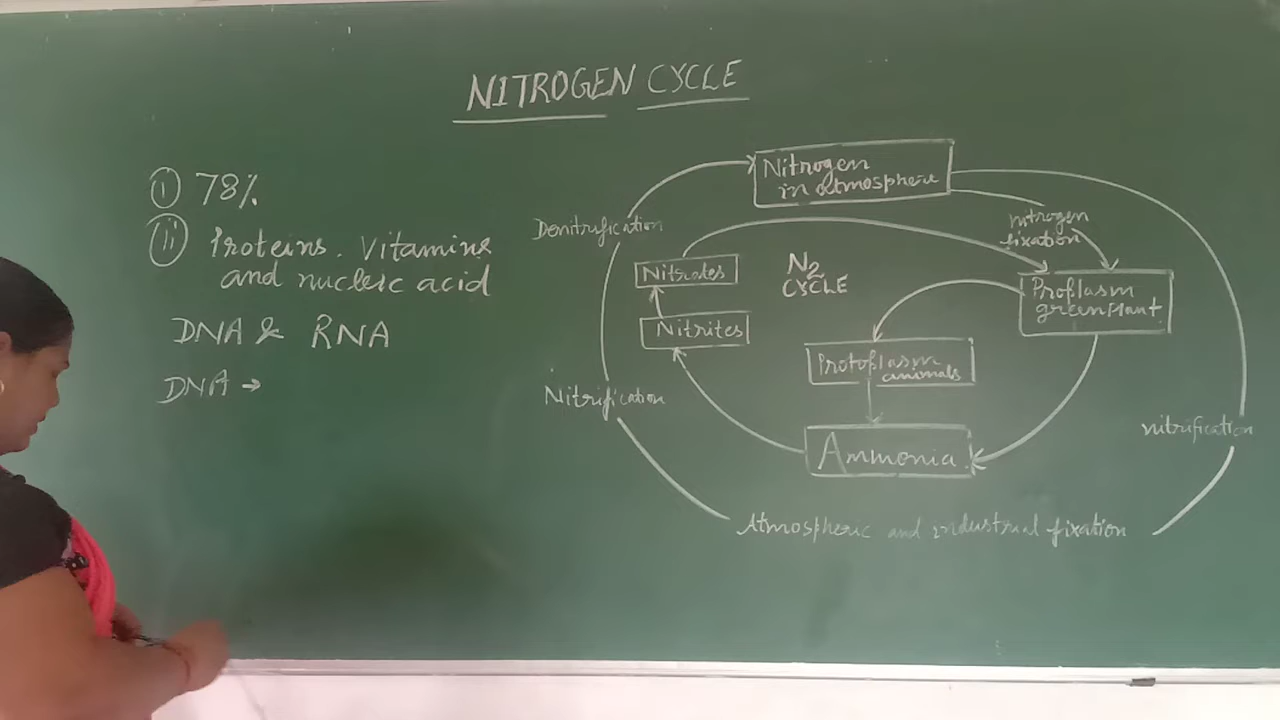 NITROGEN CYCLE
(i) 78%
(ii) Proteins. Vitamins
and nucleic acid
DNA & RNA
DNA →
Nitrogen
in atmosphere
Denitrification
nitrogen
fixation
Nitrates
N2
CYCLE
Proplasm
green plant.
Nitrites
Protoplasm
animals
Nitrification
nitrification
Ammonia.
Atmospheric and industrial fixation